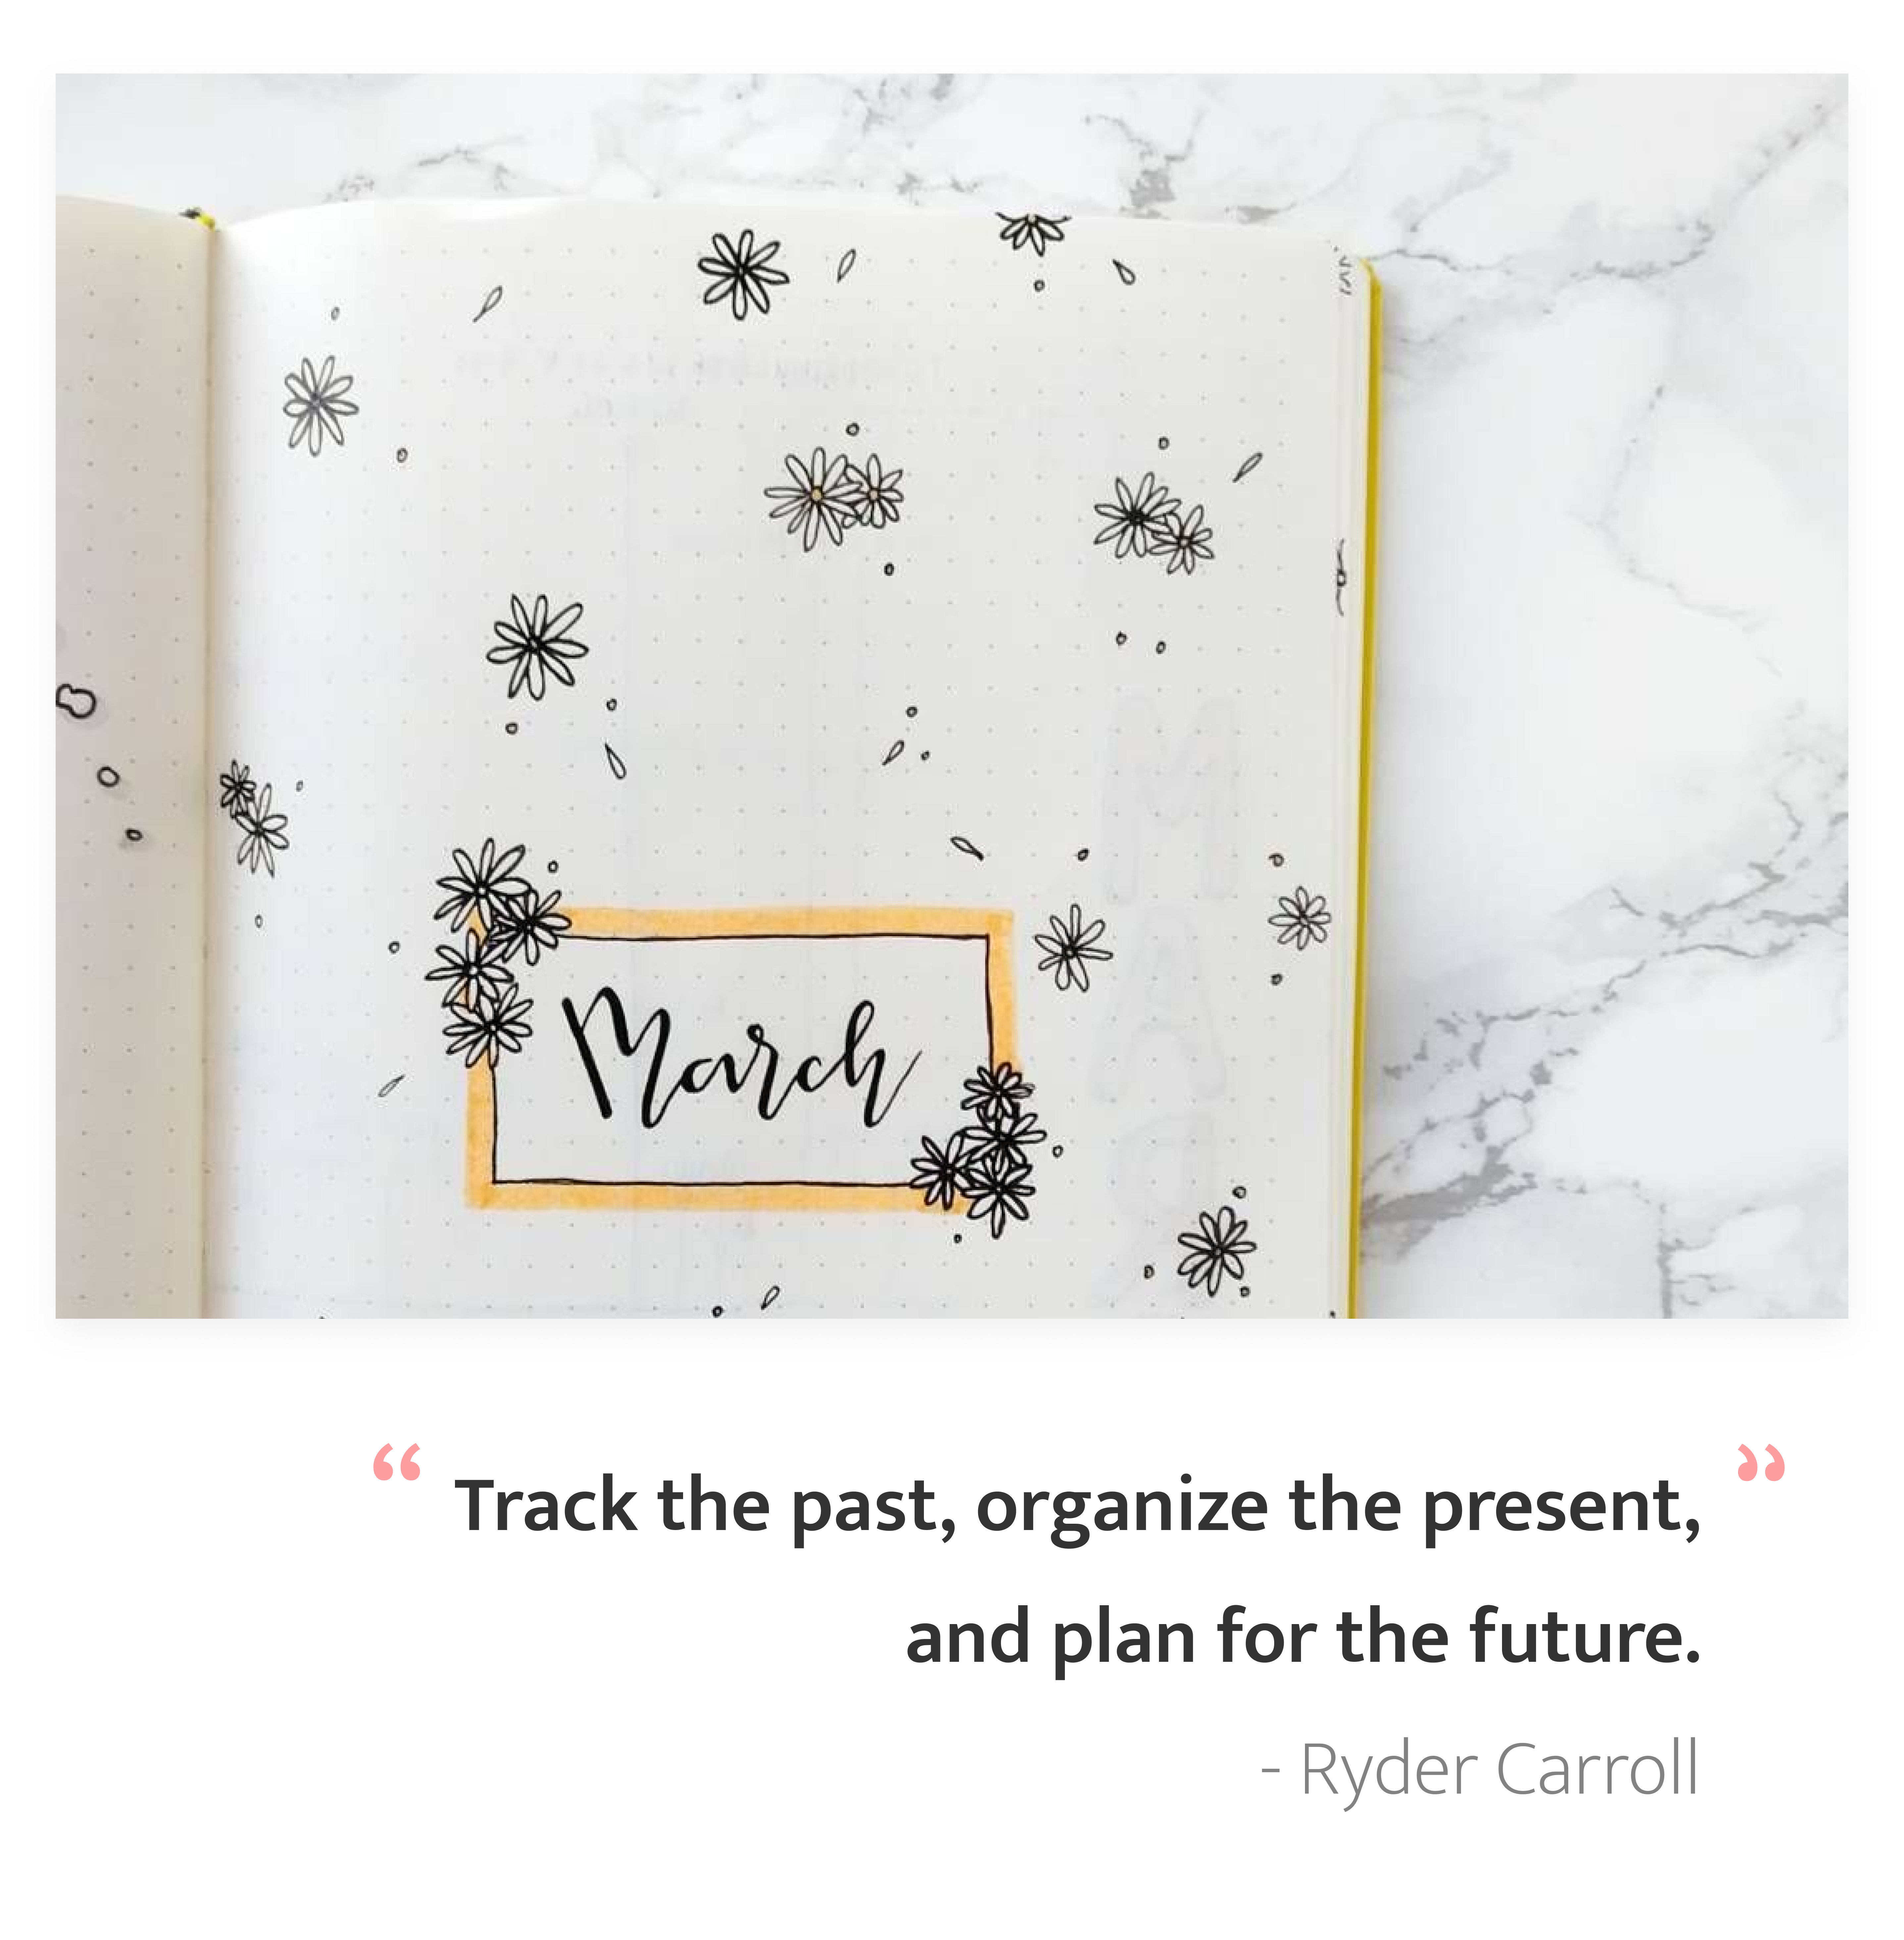 March
“ Track the past, organize the present, ”
and plan for the future.
- Ryder Carroll